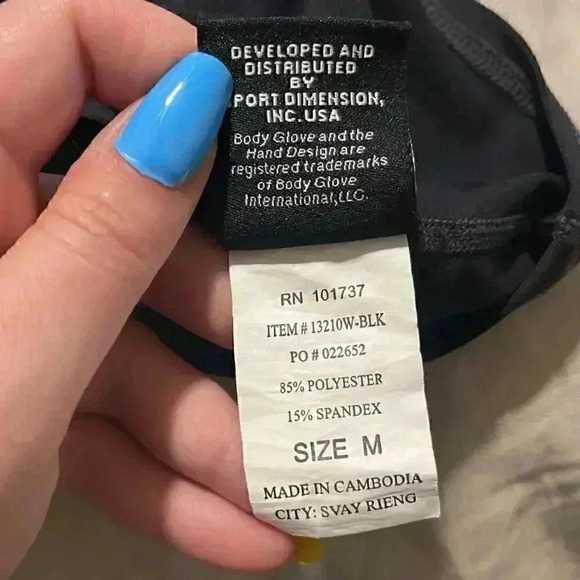 DEVELOPED AND
DISTRIBUTED
BY
PORT DIMENSION,
INC. USA
Body Glove and the
Hand Design are
registered trademarks
of Body Glove
International, LLC.
RN 101737
ITEM # 13210W-BLK
PO # 022652
85% POLYESTER
15% SPANDEX
SIZE M
MADE IN CAMBODIA
CITY: SVAY RIENG